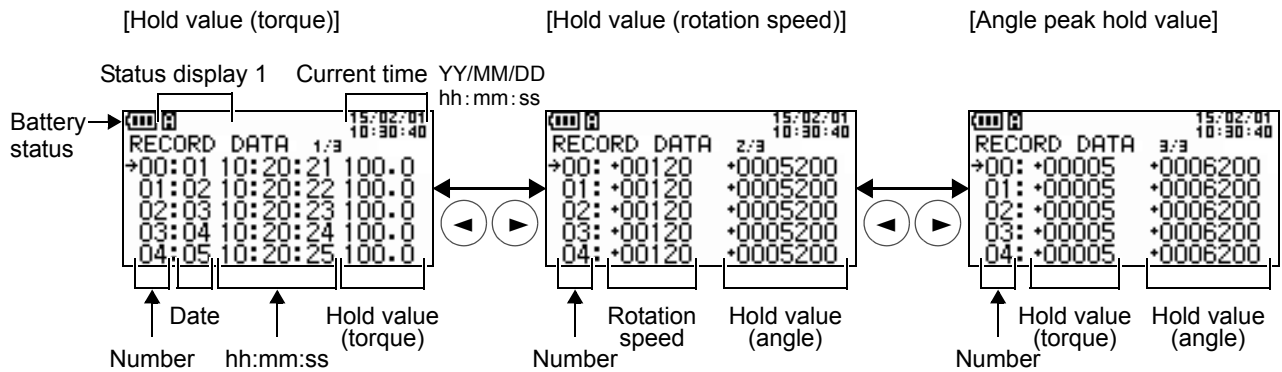 [Hold value (torque)]
[Hold value (rotation speed)]
[Angle peak hold value]
Status display 1
Current time
YY/MM/DD
hh:mm:ss
Battery status
A 15/02/01
10:30:40
RECORD DATA 1/3
→00:01 10:20:21 100.0
01:02 10:20:22 100.0
02:03 10:20:23 100.0
03:04 10:20:24 100.0
04:05 10:20:25 100.0
Number
Date
hh:mm:ss
Hold value (torque)
◄ ►
A 15/02/01
10:30:40
RECORD DATA 2/3
→00: +00120 +0005200
01: +00120 +0005200
02: +00120 +0005200
03: +00120 +0005200
04: +00120 +0005200
Number
Rotation speed
Hold value (angle)
◄ ►
A 15/02/01
10:30:40
RECORD DATA 3/3
→00: +00005 +0006200
01: +00005 +0006200
02: +00005 +0006200
03: +00005 +0006200
04: +00005 +0006200
Number
Hold value (torque)
Hold value (angle)